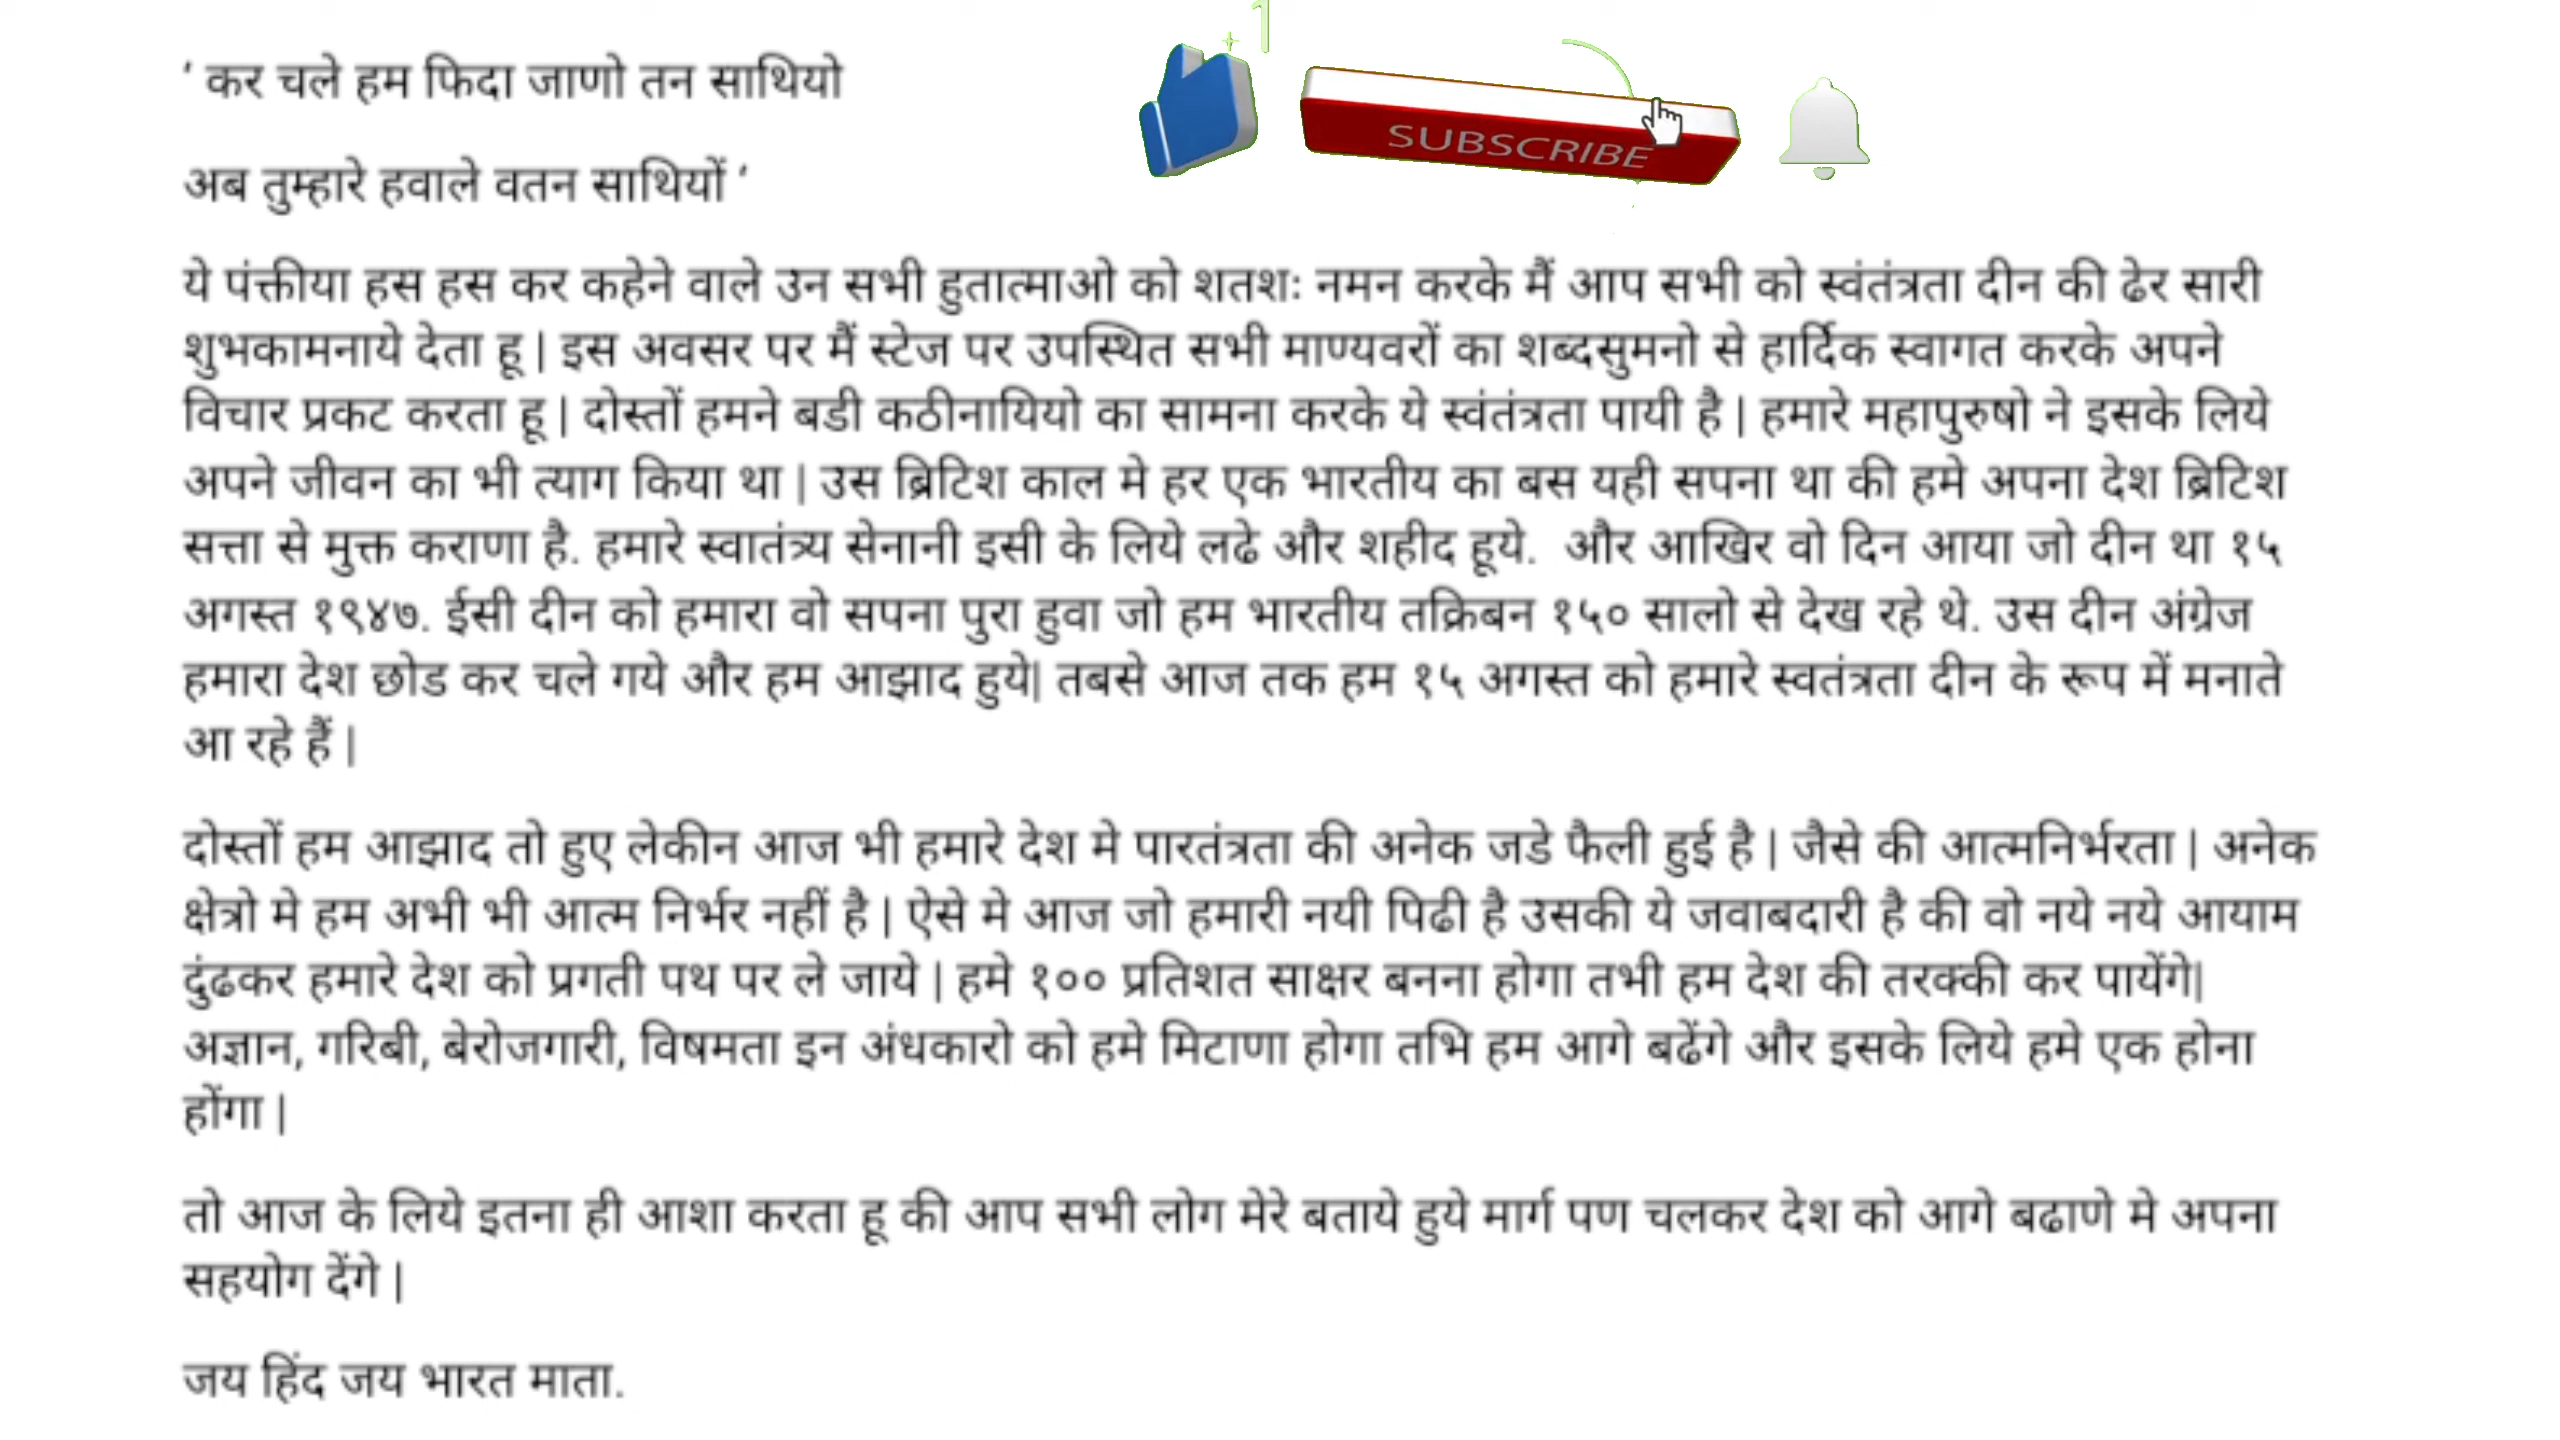 ‘ कर चले हम फिदा जाणो तन साथियो
1
SUBSCRIBE
अब तुम्हारे हवाले वतन साथियों ’
ये पंक्तीया हस हस कर कहेने वाले उन सभी हुतात्माओ को शतशः नमन करके मैं आप सभी को स्वंतंत्रता दीन की ढेर सारी
शुभकामनाये देता हू | इस अवसर पर मैं स्टेज पर उपस्थित सभी माण्यवरों का शब्दसुमनो से हार्दिक स्वागत करके अपने
विचार प्रकट करता हू | दोस्तों हमने बडी कठीनायियो का सामना करके ये स्वंतंत्रता पायी है | हमारे महापुरुषो ने इसके लिये
अपने जीवन का भी त्याग किया था | उस ब्रिटिश काल मे हर एक भारतीय का बस यही सपना था की हमे अपना देश ब्रिटिश
सत्ता से मुक्त कराणा है. हमारे स्वातंत्र्य सेनानी इसी के लिये लढे और शहीद हूये. और आखिर वो दिन आया जो दीन था १५
अगस्त १९४७. ईसी दीन को हमारा वो सपना पुरा हुवा जो हम भारतीय तक्रिबन १५० सालो से देख रहे थे. उस दीन अंग्रेज
हमारा देश छोड कर चले गये और हम आझाद हुये| तबसे आज तक हम १५ अगस्त को हमारे स्वतंत्रता दीन के रूप में मनाते
आ रहे हैं |
दोस्तों हम आझाद तो हुए लेकीन आज भी हमारे देश मे पारतंत्रता की अनेक जडे फैली हुई है | जैसे की आत्मनिर्भरता | अनेक
क्षेत्रो मे हम अभी भी आत्म निर्भर नहीं है | ऐसे मे आज जो हमारी नयी पिढी है उसकी ये जवाबदारी है की वो नये नये आयाम
दुंढकर हमारे देश को प्रगती पथ पर ले जाये | हमे १०० प्रतिशत साक्षर बनना होगा तभी हम देश की तरक्की कर पायेंगे|
अज्ञान, गरिबी, बेरोजगारी, विषमता इन अंधकारो को हमे मिटाणा होगा तभि हम आगे बढेंगे और इसके लिये हमे एक होना
होंगा |
तो आज के लिये इतना ही आशा करता हू की आप सभी लोग मेरे बताये हुये मार्ग पण चलकर देश को आगे बढाणे मे अपना
सहयोग देंगे |
जय हिंद जय भारत माता.